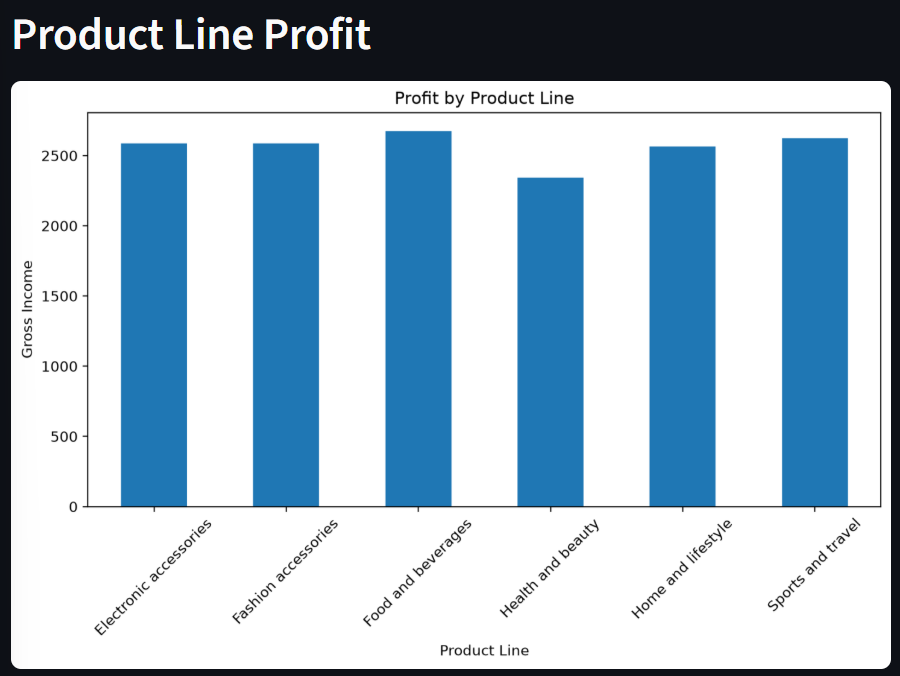 Product Line Profit
Profit by Product Line
Gross Income
2500
2000
1500
1000
500
0
Electronic accessories
Fashion accessories
Food and beverages
Health and beauty
Home and lifestyle
Sports and travel
Product Line